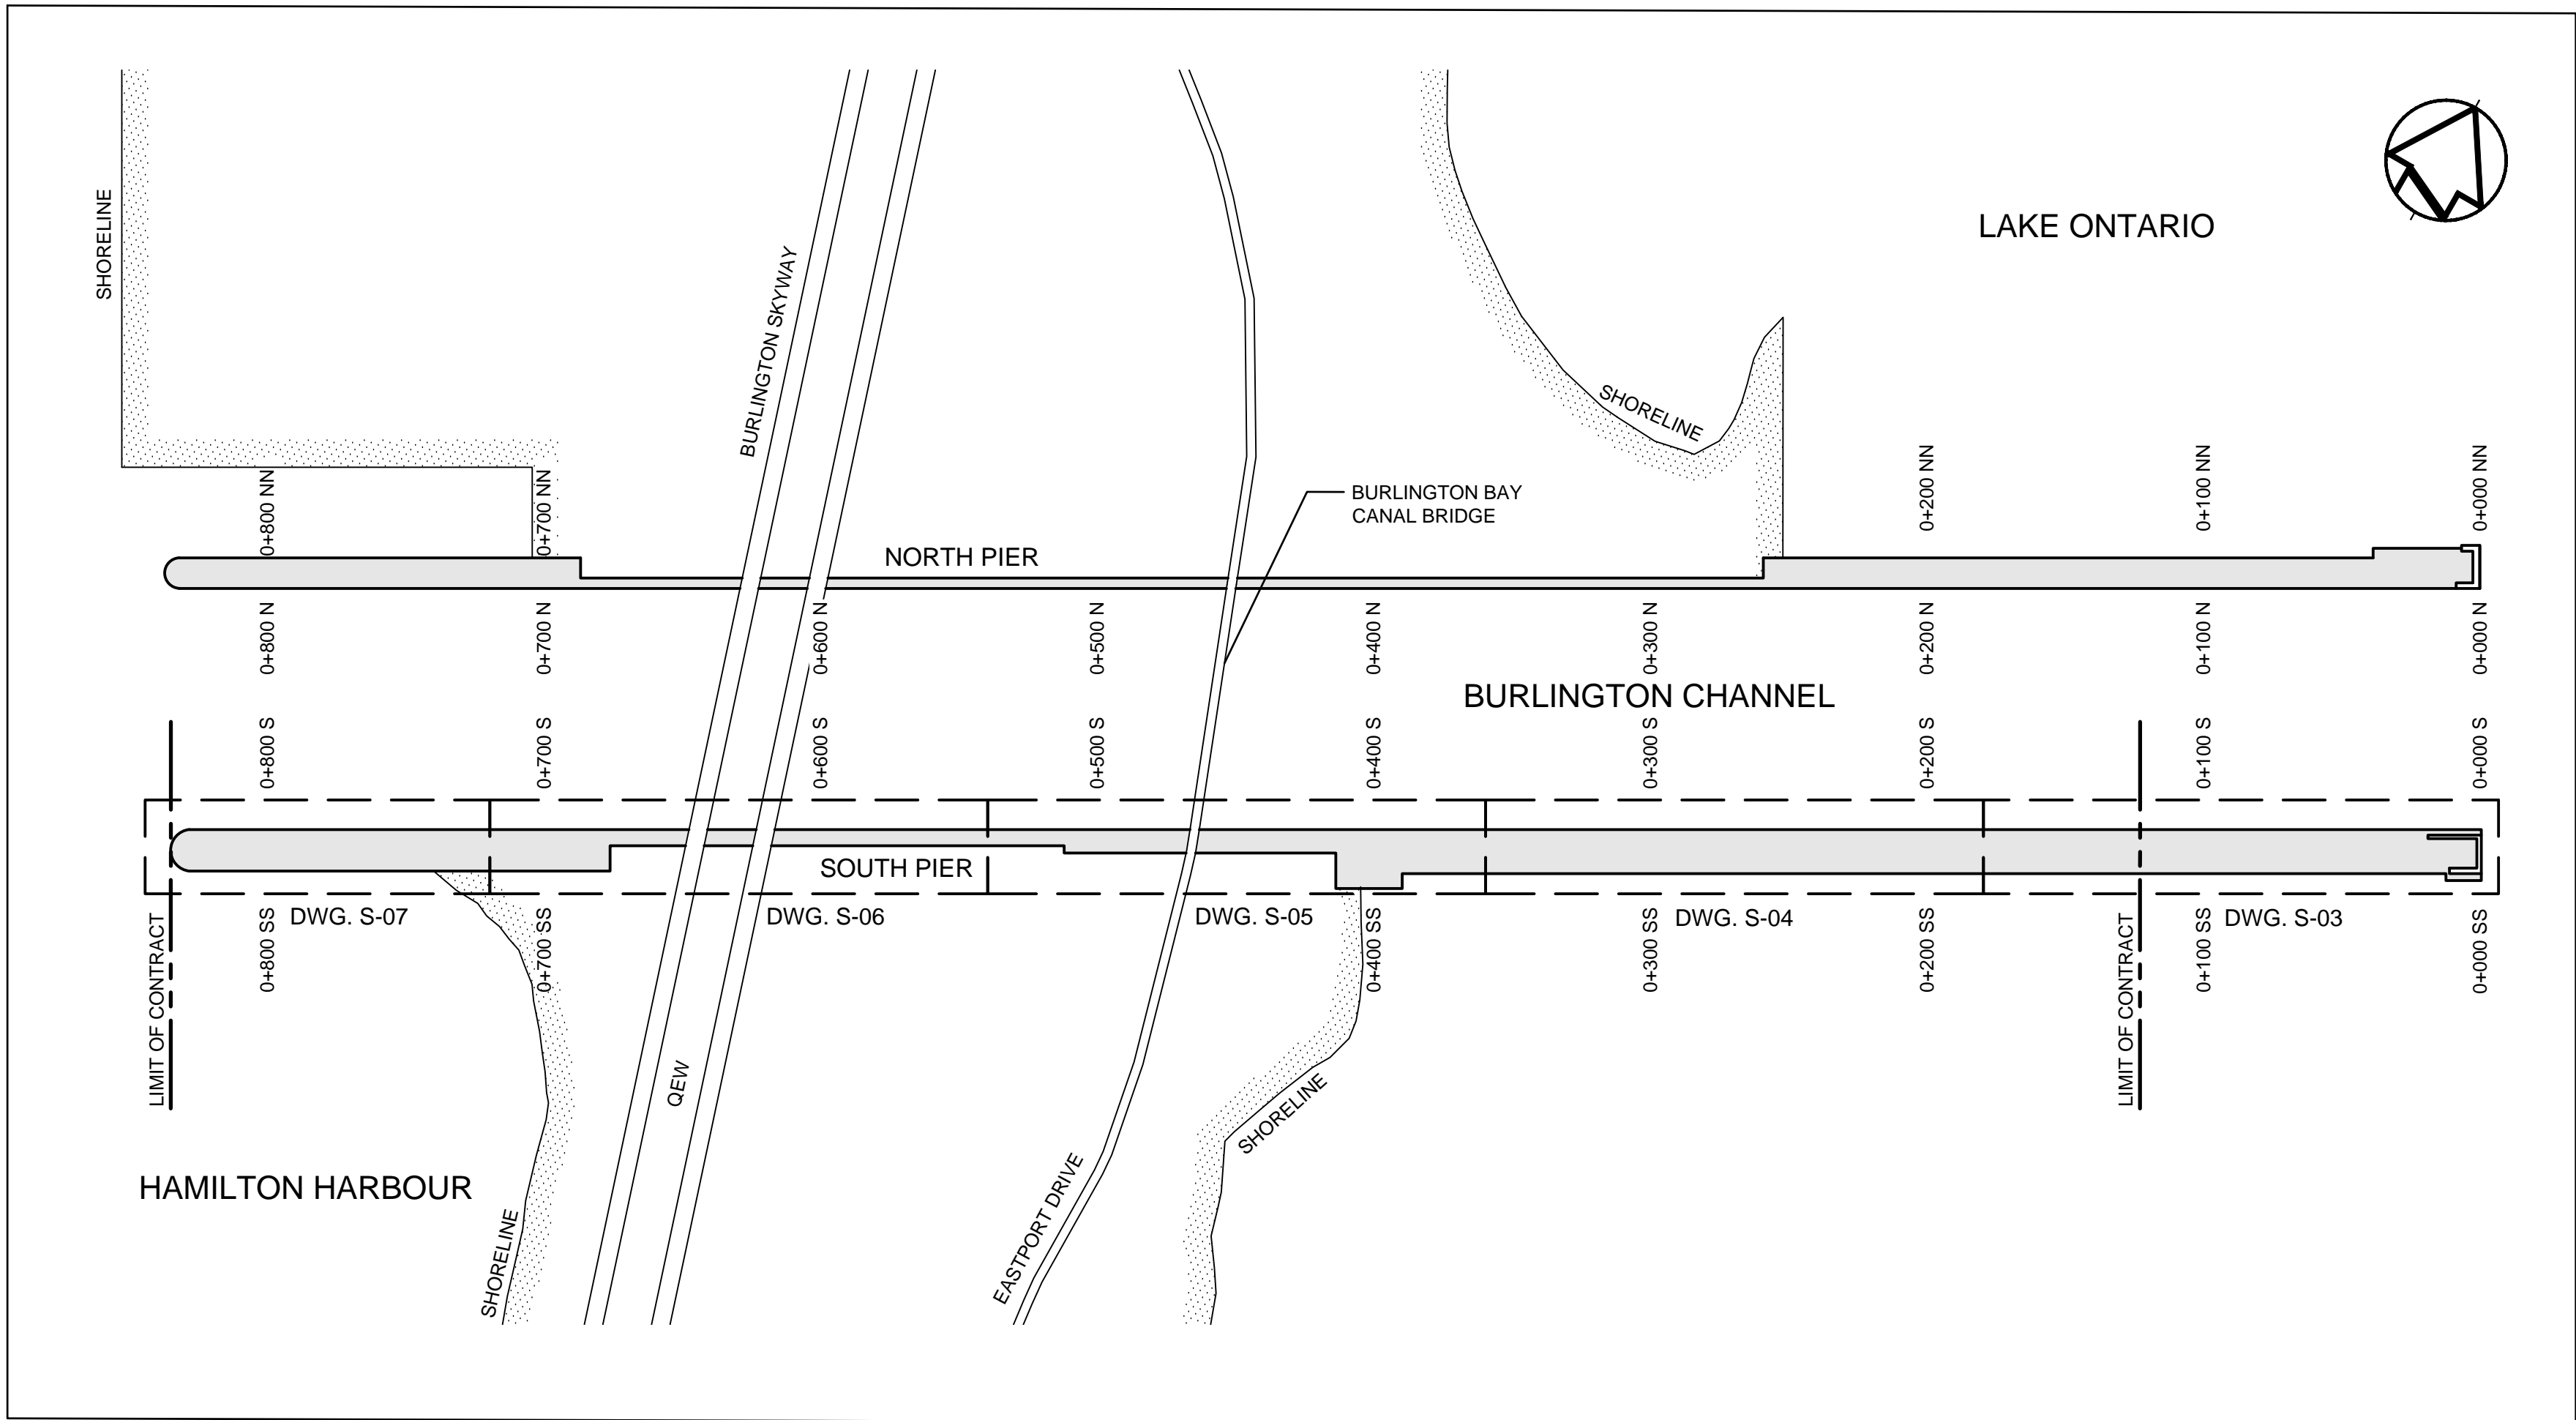 LAKE ONTARIO
SHORELINE
BURLINGTON SKYWAY
SHORELINE
BURLINGTON BAY
CANAL BRIDGE
0+800 NN
0+700 NN
0+200 NN
0+100 NN
0+000 NN
NORTH PIER
0+800 N
0+700 N
0+600 N
0+500 N
0+400 N
0+300 N
0+200 N
0+100 N
0+000 N
BURLINGTON CHANNEL
0+800 S
0+700 S
0+600 S
0+500 S
0+400 S
0+300 S
0+200 S
0+100 S
0+000 S
SOUTH PIER
DWG. S-07
DWG. S-06
DWG. S-05
DWG. S-04
DWG. S-03
0+800 SS
0+700 SS
0+400 SS
0+300 SS
0+200 SS
0+100 SS
0+000 SS
LIMIT OF CONTRACT
LIMIT OF CONTRACT
QEW
SHORELINE
HAMILTON HARBOUR
EASTPORT DRIVE
SHORELINE